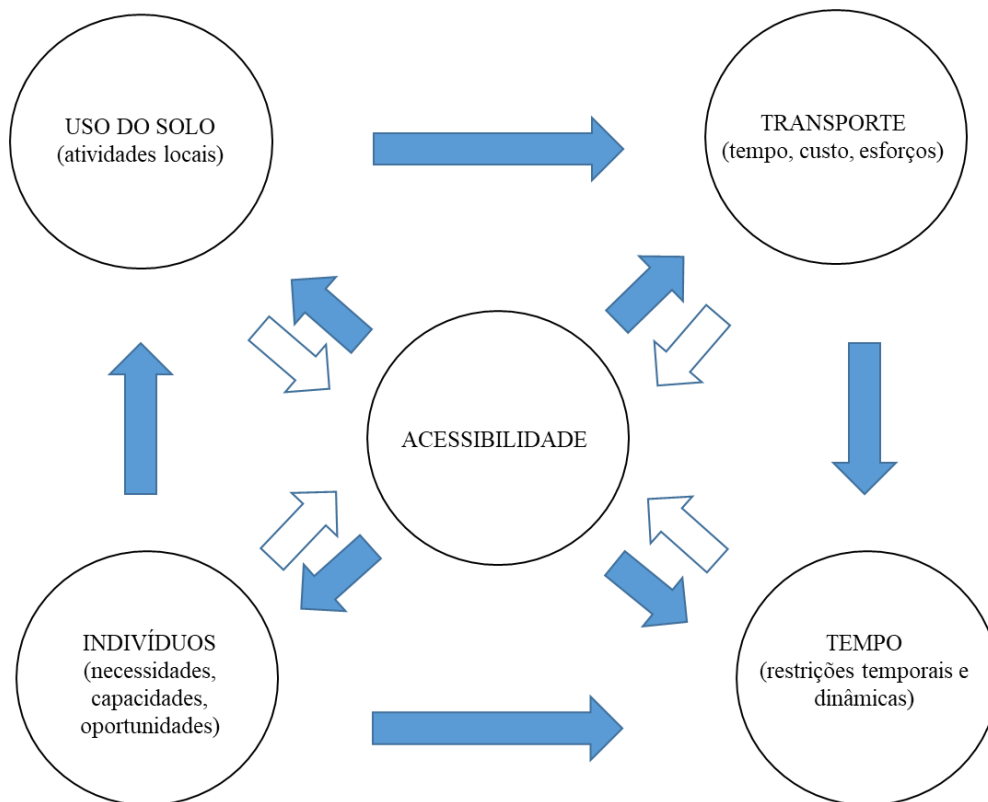 USO DO SOLO
(atividades locais)
TRANSPORTE
(tempo, custo, esforços)
ACESSIBILIDADE
INDIVÍDUOS
(necessidades,
capacidades,
oportunidades)
TEMPO
(restrições temporais e
dinâmicas)